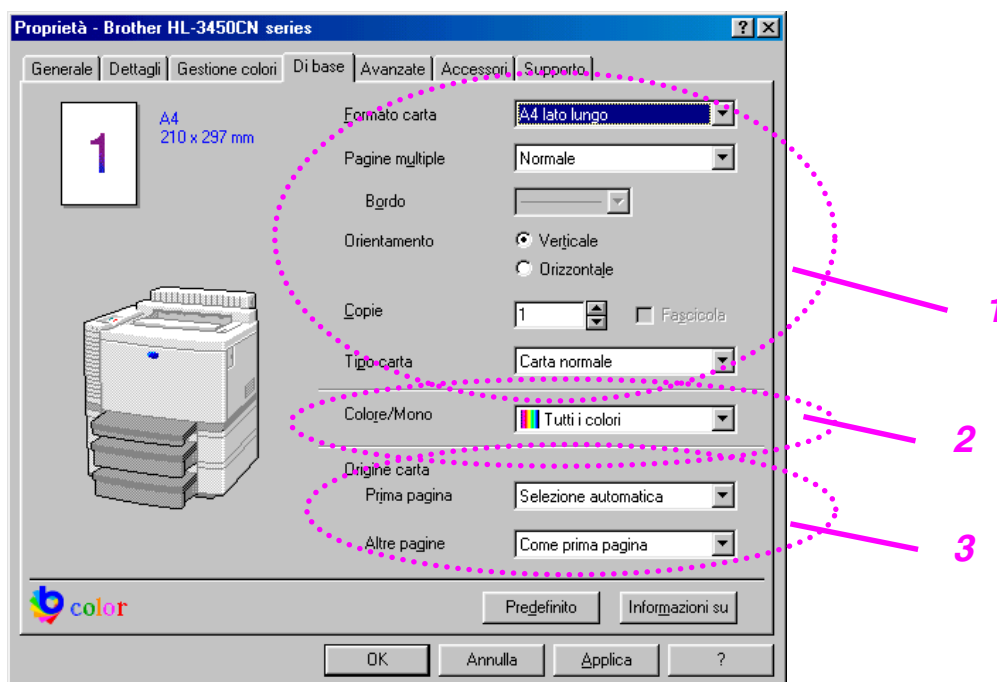 Proprietà - Brother HL-3450CN series
Generale Dettagli Gestione colori Di base Avanzate Accessori Supporto
1
A4
210 x 297 mm
Formato carta A4 lato lungo
Pagine multiple Normale
Bordo
Orientamento Verticale
Orizzontale
1
Copie 1 Fascicola
Tipo carta Carta normale
Colore/Mono Tutti i colori
2
Origine carta
Prima pagina Selezione automatica
Altre pagine Come prima pagina
3
b color Predefinito Informazioni su
OK Annulla Applica ?